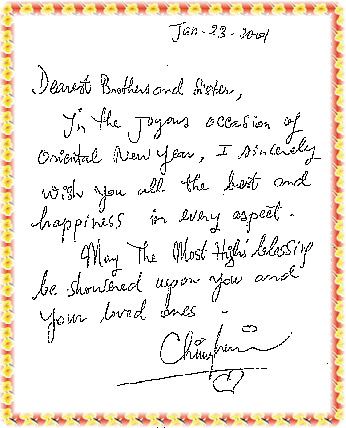 Jan-23-2001
Dearest Brothers and Sister,
In the Joyous occasion of
Oriental New Year, I sincerely
wish you all the best and
happiness in every aspect.
May The Most High's blessing
be showered upon you and
your loved ones -